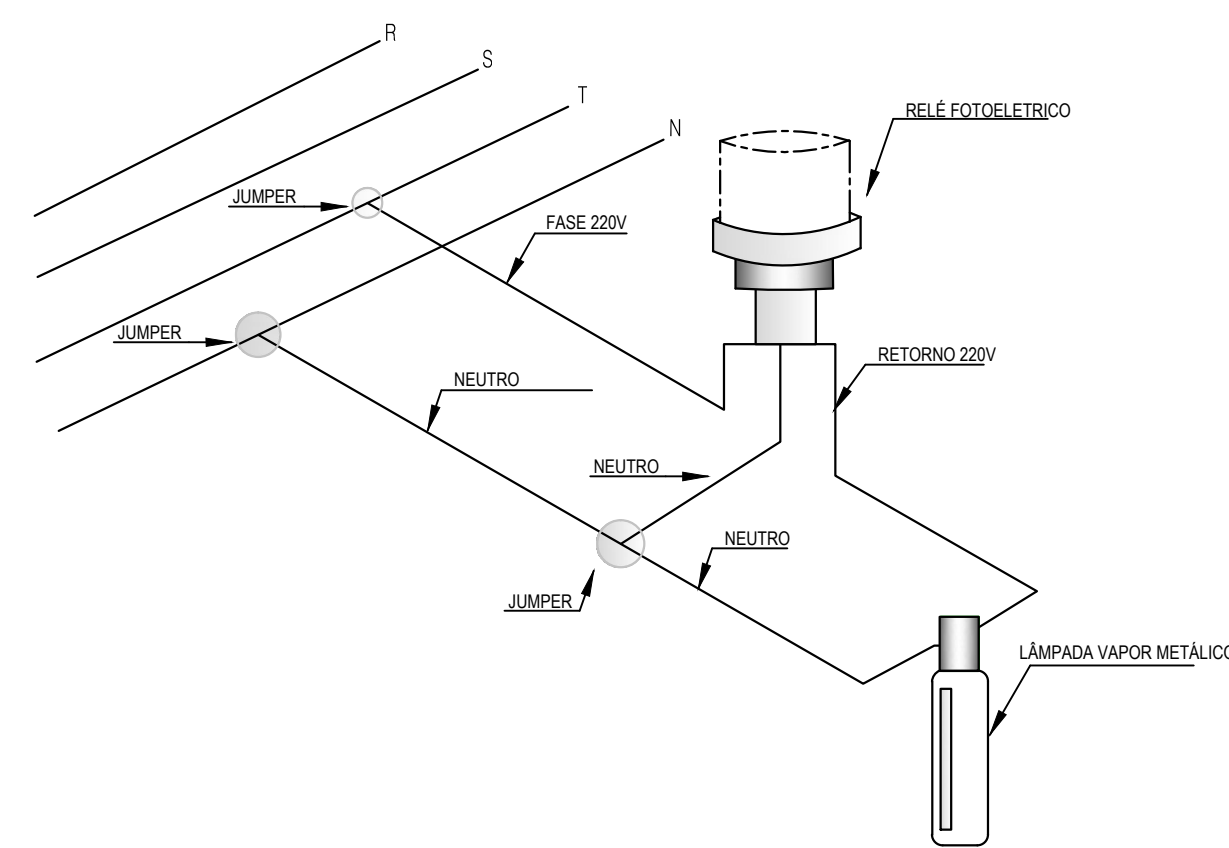 R
S
T
N
RELÉ FOTOELETRICO
JUMPER
FASE 220V
JUMPER
RETORNO 220V
NEUTRO
NEUTRO
NEUTRO
JUMPER
LÂMPADA VAPOR METÁLICO